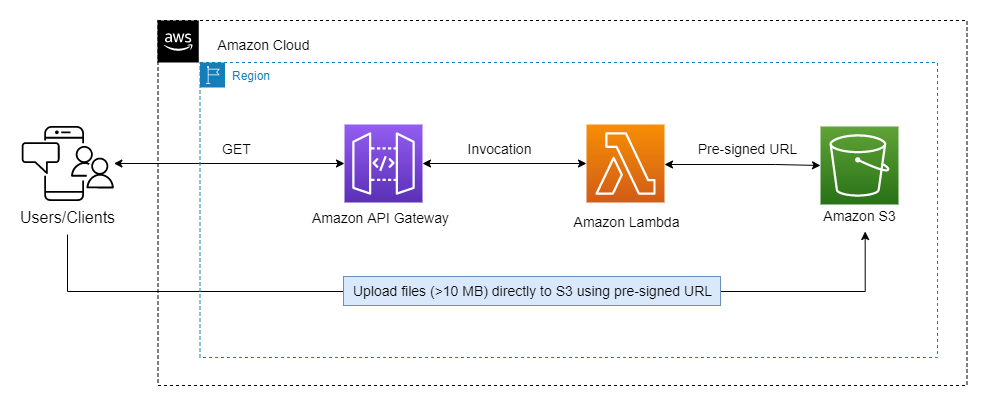 aws
Amazon Cloud
Region
GET
Invocation
Pre-signed URL
</>
Users/Clients
Amazon API Gateway
Amazon Lambda
Amazon S3
Upload files (>10 MB) directly to S3 using pre-signed URL